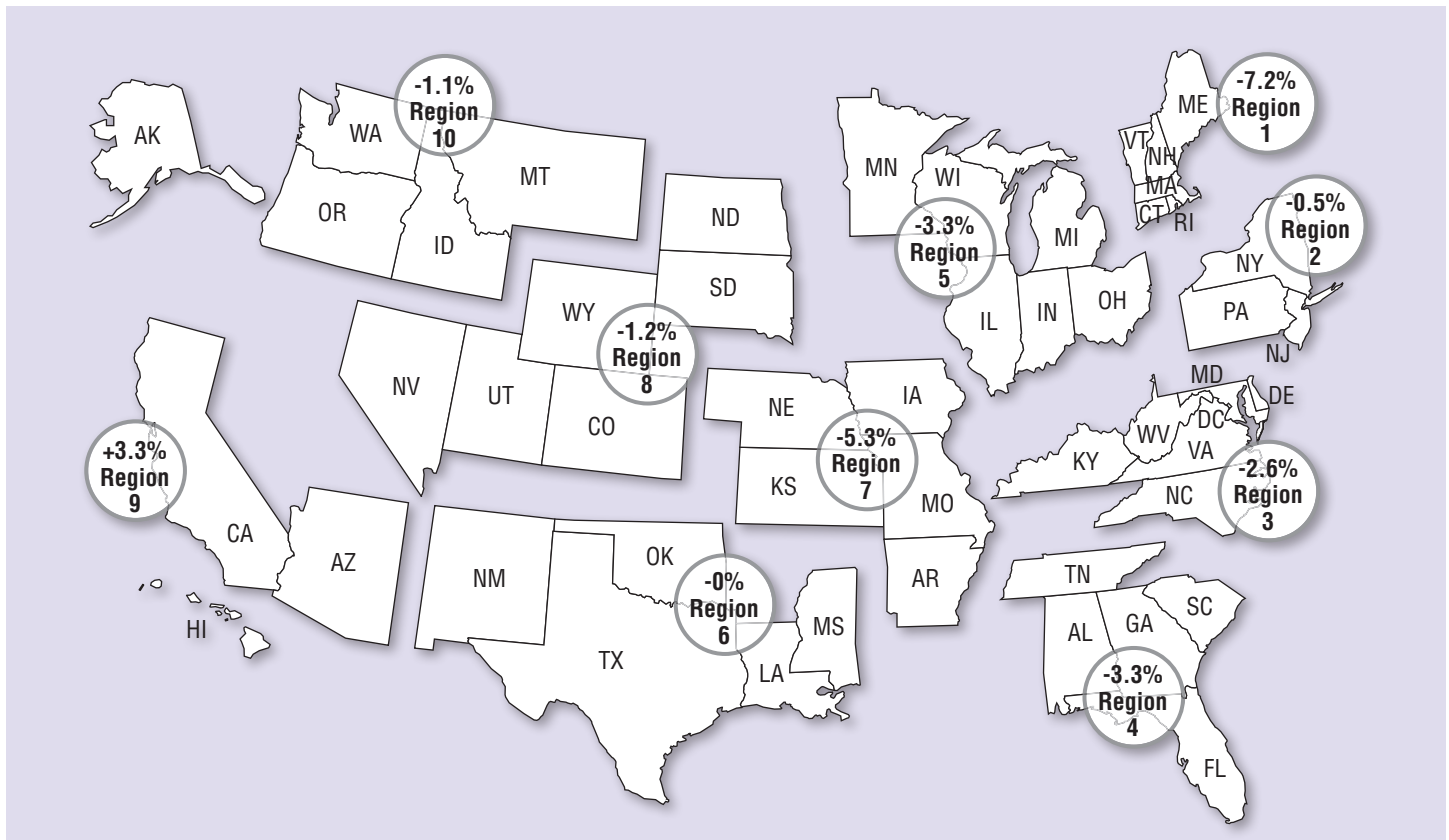 -1.1%
Region
10
-7.2%
Region
1
AK
WA
MT
OR
ID
ND
SD
WY
MN
WI
MI
IL
IN
OH
ME
VT
NH
MA
CT
RI
-0.5%
Region
2
NY
PA
NJ
-3.3%
Region
5
-1.2%
Region
8
NV
UT
CO
NE
IA
KS
MO
AR
-5.3%
Region
7
MD
DE
DC
WV
VA
KY
NC
-2.6%
Region
3
+3.3%
Region
9
CA
AZ
HI
NM
OK
TX
LA
MS
-0%
Region
6
TN
AL
GA
SC
FL
-3.3%
Region
4